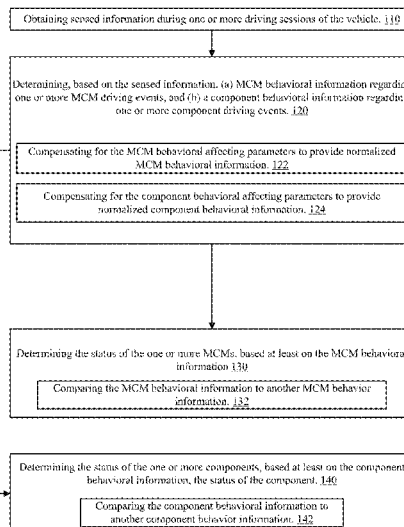 Obtaining sensed information during one or more driving sessions of the vehicle. 110
Determining, based on the sensed information, (a) MCM behavioral information regardin
one or more MCM driving events, and (b) a component behavioral information regardin
one or more component driving events. 120
Compensating for the MCM behavioral affecting parameters to provide normalized
MCM behavioral information. 122
Compensating for the component behavioral affecting parameters to provide
normalized component behavioral information. 124
Determining the status of the one or more MCMs, based at least on the MCM behaviora
information 130
Comparing the MCM behavioral information to another MCM behavior
information. 132
Determining the status of the one or more components, based at least on the component
behavioral information, the status of the component. 140
Comparing the component behavioral information to
another component behavior information. 142